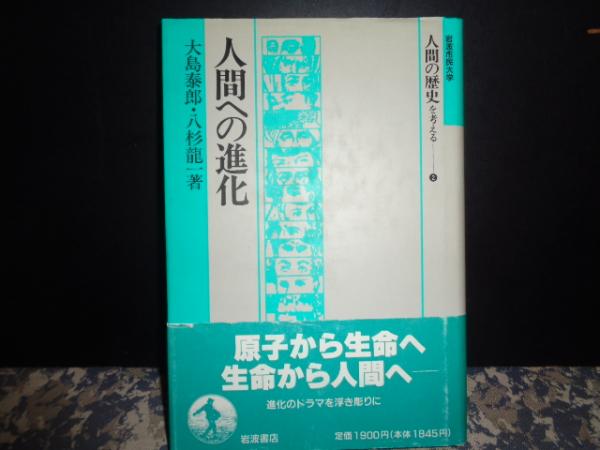 岩波市民大学
人間の歴史を考える──❷
人間への進化
大島泰郎・八杉龍一著
原子から生命へ
生命から人間へ──
進化のドラマを浮き彫りに
岩波書店
定価1900円(本体1845円)